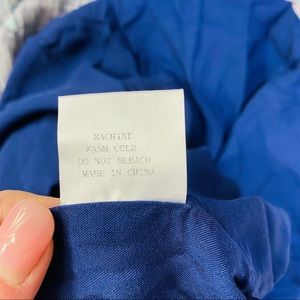 MACHINE
WASH COLD
DO NOT BLEACH
MADE IN CHINA